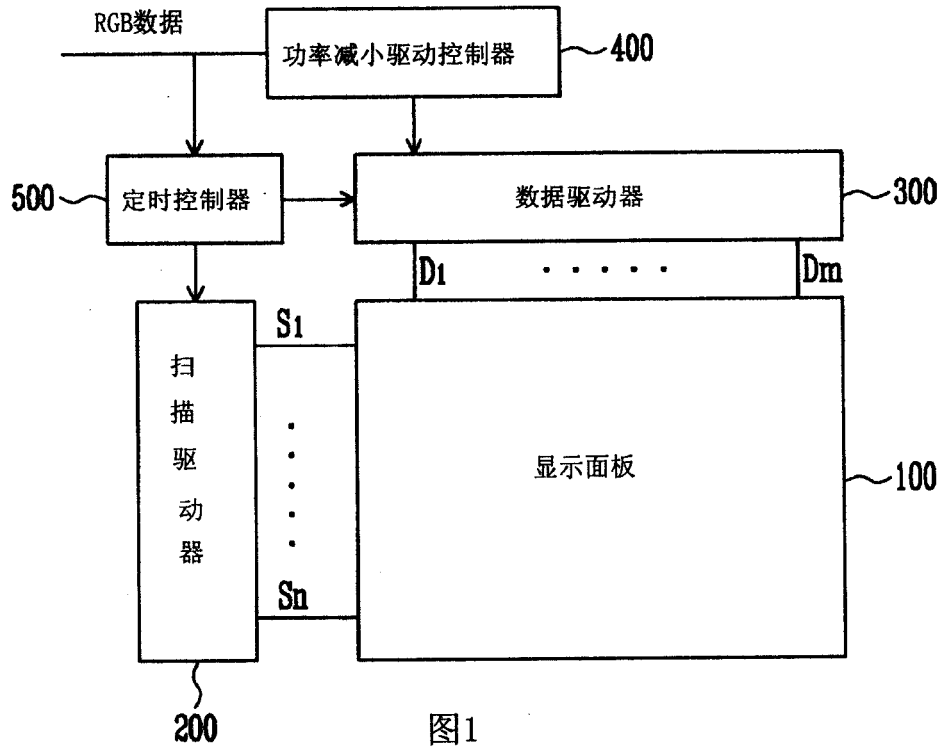 RGB数据
功率减小驱动控制器
400
500
定时控制器
数据驱动器
300
D1
Dm
S1
扫描驱动器
显示面板
100
Sn
200
图1